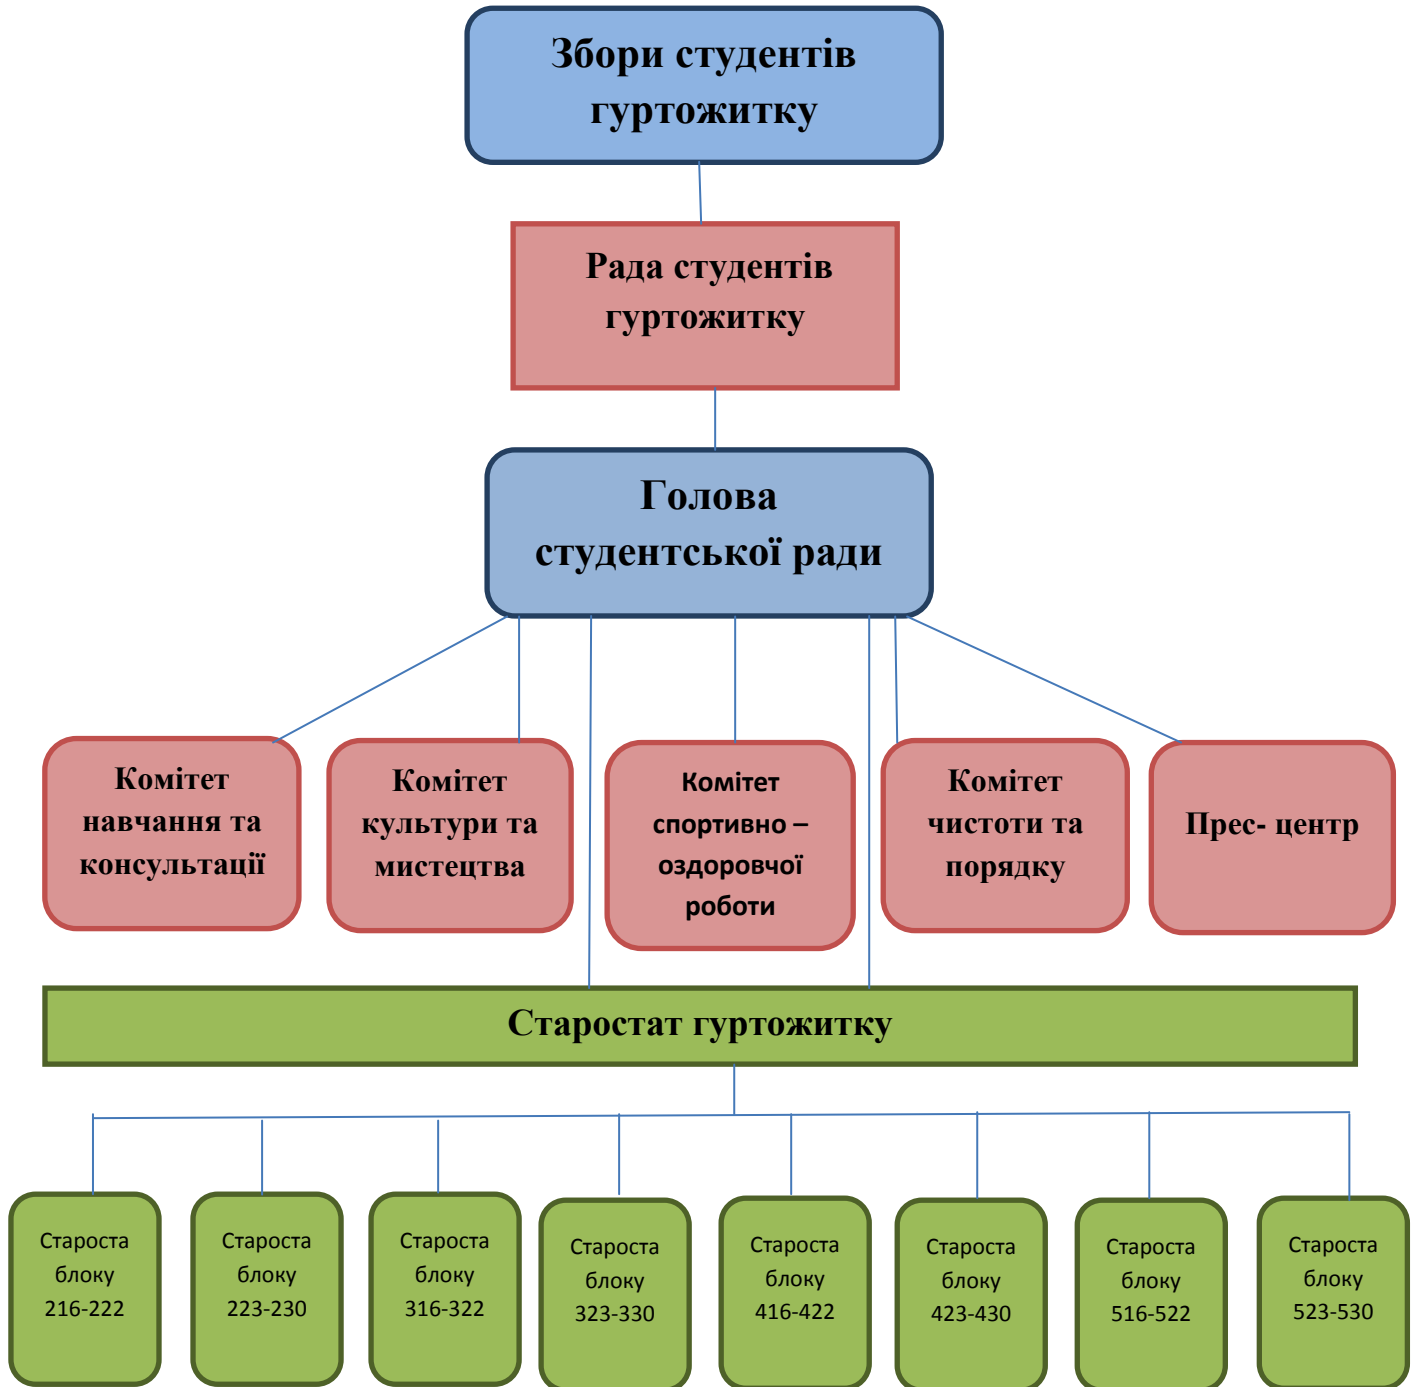 Збори студентів
гуртожитку
Рада студентів
гуртожитку
Голова
студентської ради
Комітет
навчання та
консультації
Комітет
культури та
мистецтва
Комітет
спортивно –
оздоровчої
роботи
Комітет
чистоти та
порядку
Прес- центр
Старостат гуртожитку
Староста
блоку
216-222
Староста
блоку
223-230
Староста
блоку
316-322
Староста
блоку
323-330
Староста
блоку
416-422
Староста
блоку
423-430
Староста
блоку
516-522
Староста
блоку
523-530